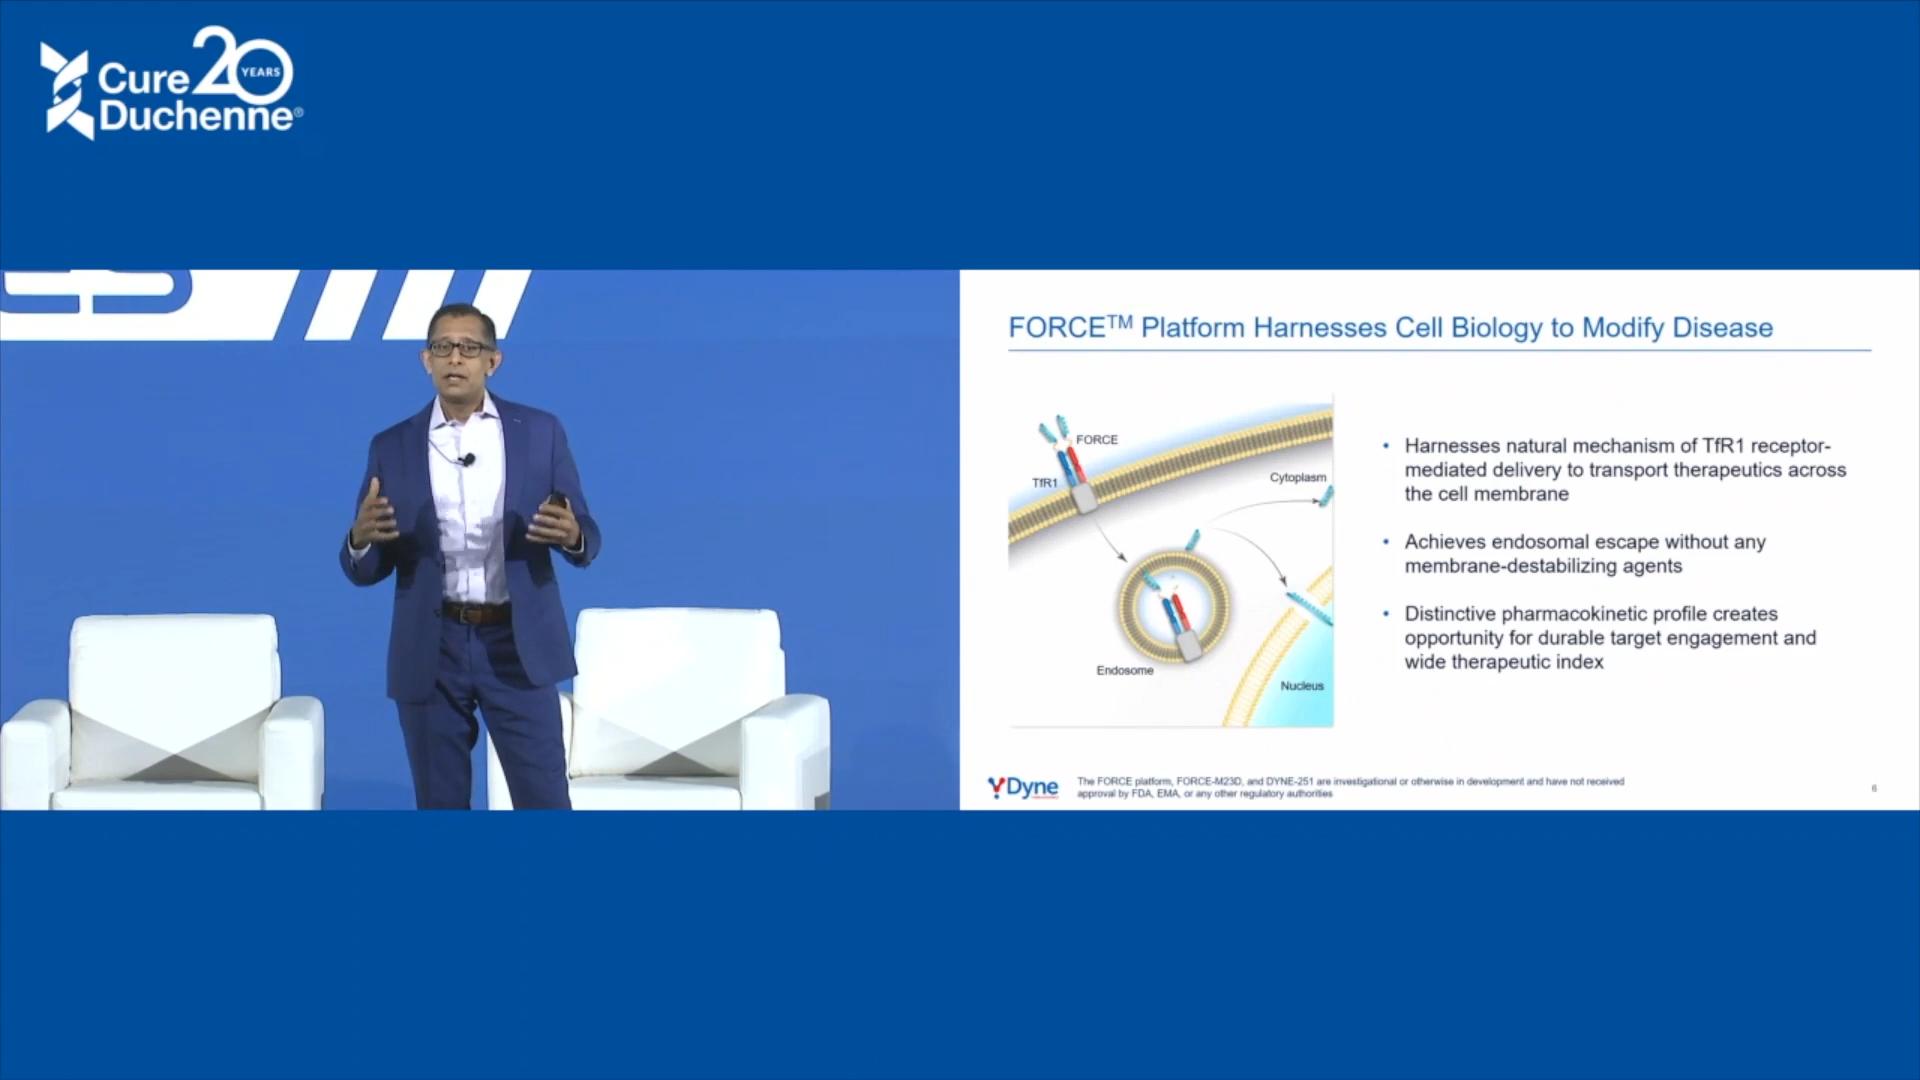 Cure 20 YEARS
Duchenne®
ES
FORCE™ Platform Harnesses Cell Biology to Modify Disease
FORCE
TfR1
Cytoplasm
Endosome
Nucleus
• Harnesses natural mechanism of TfR1 receptor-
mediated delivery to transport therapeutics across
the cell membrane
• Achieves endosomal escape without any
membrane-destabilizing agents
• Distinctive pharmacokinetic profile creates
opportunity for durable target engagement and
wide therapeutic index
Dyne
The FORCE platform, FORCE-M23D, and DYNE-251 are investigational or otherwise in development and have not received
approval by FDA, EMA, or any other regulatory authorities
6